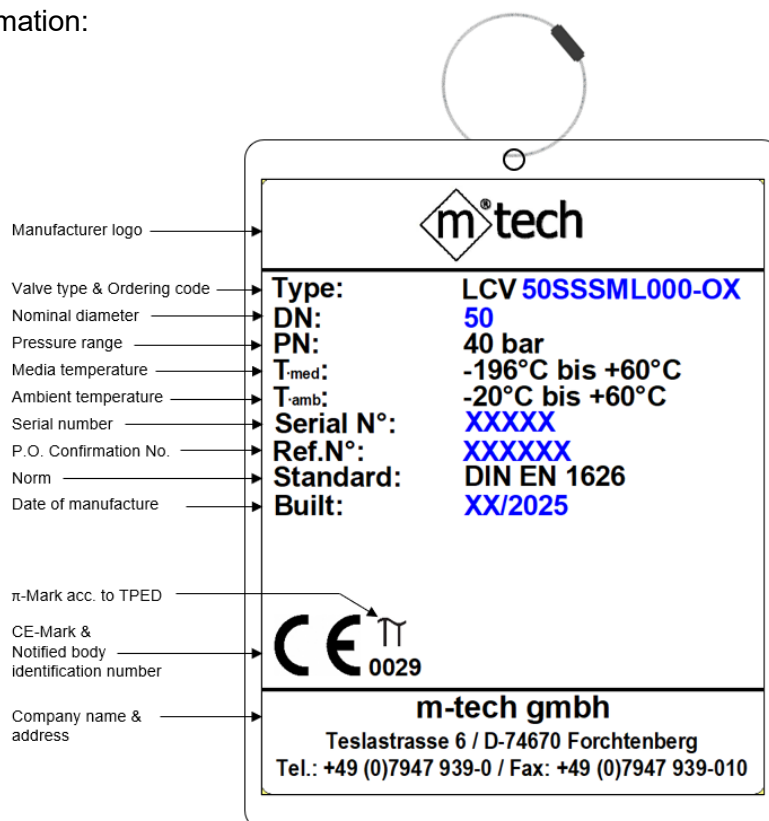 mation:
m®tech
Manufacturer logo
Valve type & Ordering code
Type: LCV 50SSSML000-OX
Nominal diameter
DN: 50
Pressure range
PN: 40 bar
Media temperature
T·med: -196°C bis +60°C
Ambient temperature
T·amb: -20°C bis +60°C
Serial number
Serial N°: XXXXX
P.O. Confirmation No.
Ref.N°: XXXXXX
Norm
Standard: DIN EN 1626
Date of manufacture
Built: XX/2025
π-Mark acc. to TPED
CE-Mark &
Notified body
identification number
CE π
0029
Company name &
address
m-tech gmbh
Teslastrasse 6 / D-74670 Forchtenberg
Tel.: +49 (0)7947 939-0 / Fax: +49 (0)7947 939-010